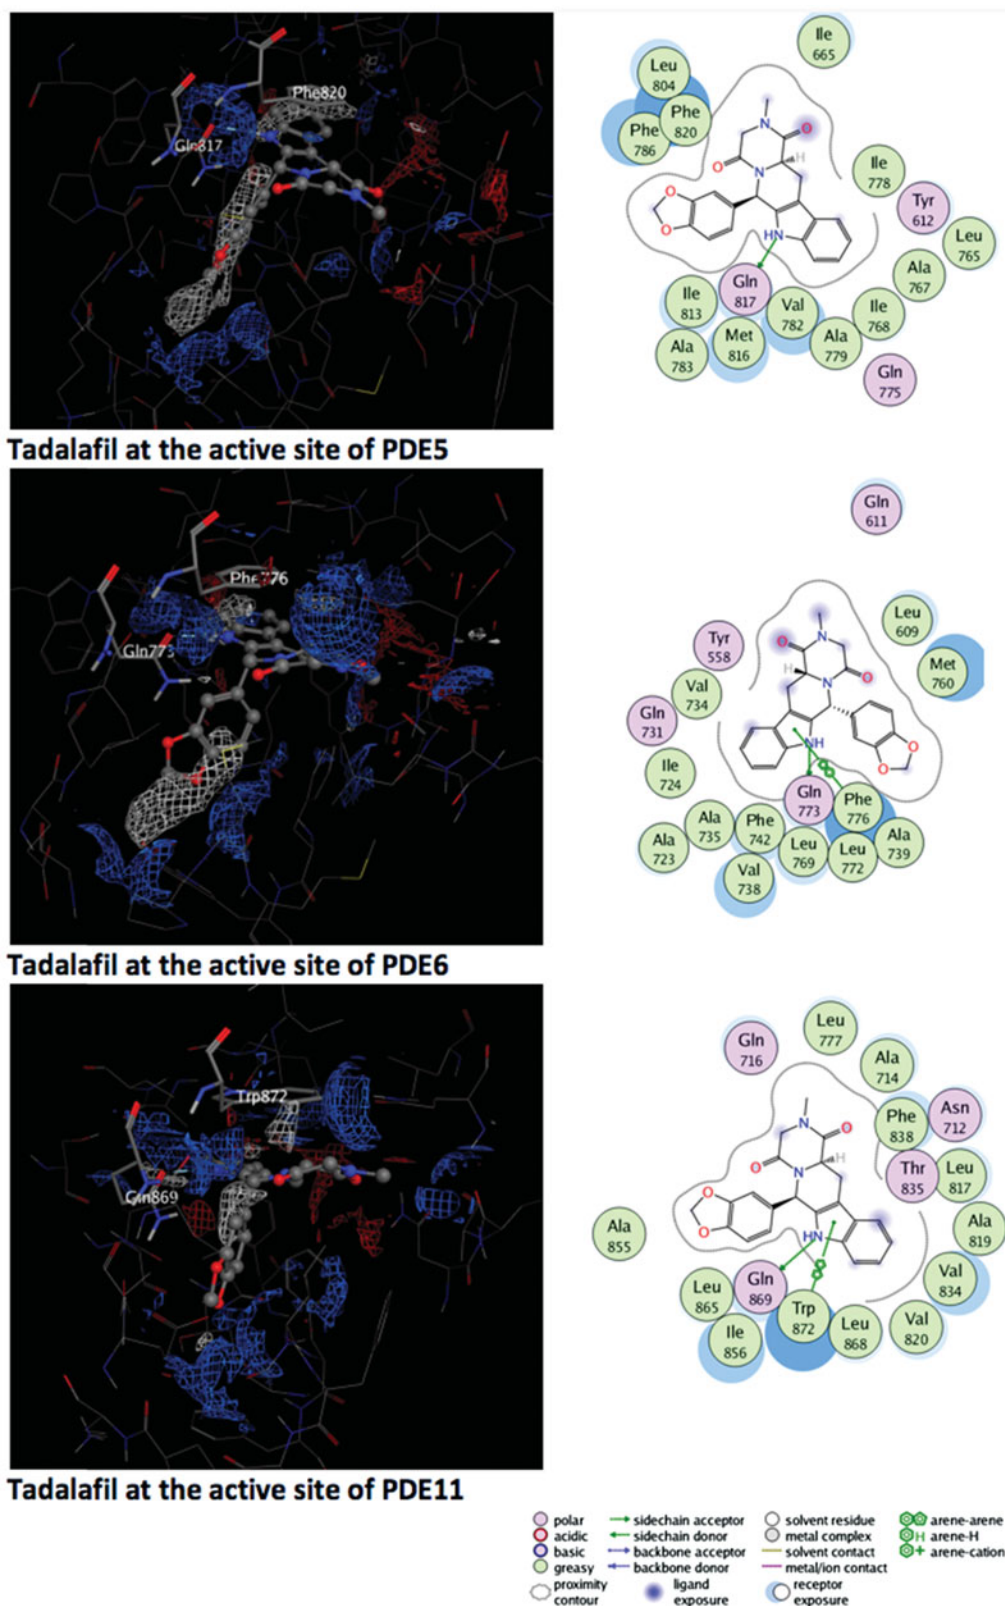 Phe820
Gln817
Ile
665
Leu
804
Phe
820
Phe
786
N
O
H
O
N
O
O
HN
Ile
778
Tyr
612
Leu
765
Ala
767
Gln
817
Ile
813
Val
782
Ile
768
Met
816
Ala
779
Ala
783
Gln
775
Tadalafil at the active site of PDE5
Phe776
Gln773
Gln
611
Leu
609
Tyr
558
Met
760
Val
734
Gln
731
O
N
H
N
O
NH
O
O
Ile
724
Gln
773
Phe
776
Ala
735
Phe
742
Ala
739
Ala
723
Leu
769
Leu
772
Val
738
Tadalafil at the active site of PDE6
Trp872
Gln869
Leu
777
Gln
716
Ala
714
Phe
838
Asn
712
Thr
835
Leu
817
N
O
H
O
N
O
O
HN
Ala
855
Ala
819
Leu
865
Gln
869
Val
834
Trp
872
Ile
856
Leu
868
Val
820
Tadalafil at the active site of PDE11
polar sidechain acceptor solvent residue arene-arene
acidic sidechain donor metal complex H arene-H
basic backbone acceptor solvent contact + arene-cation
greasy backbone donor metal/ion contact
proximity contour ligand exposure receptor exposure